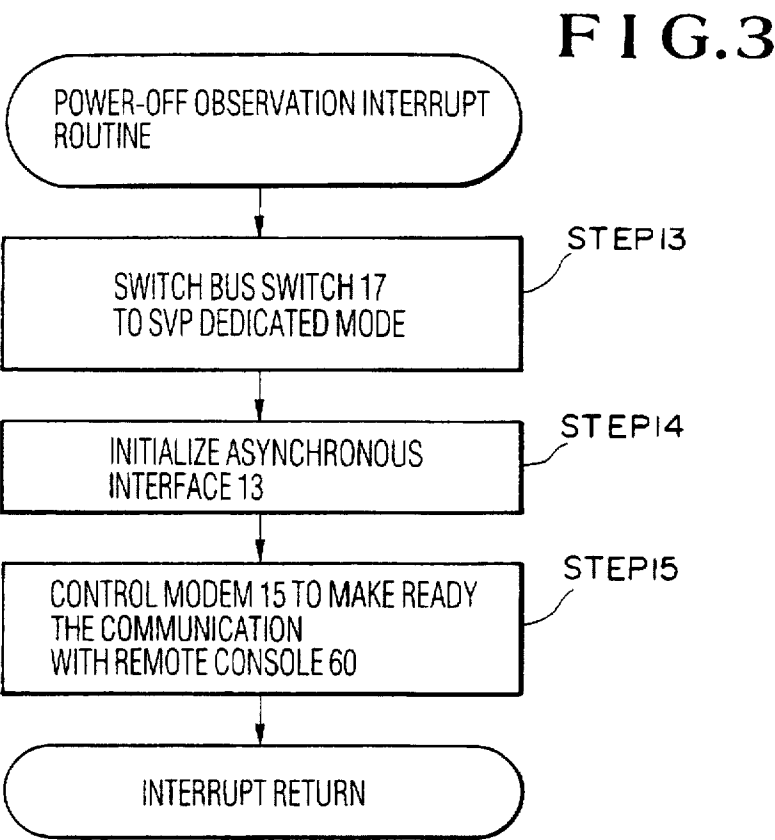 FIG.3
POWER-OFF OBSERVATION INTERRUPT
ROUTINE
STEP13
SWITCH BUS SWITCH 17
TO SVP DEDICATED MODE
STEP14
INITIALIZE ASYNCHRONOUS
INTERFACE 13
STEP15
CONTROL MODEM 15 TO MAKE READY
THE COMMUNICATION
WITH REMOTE CONSOLE 60
INTERRUPT RETURN